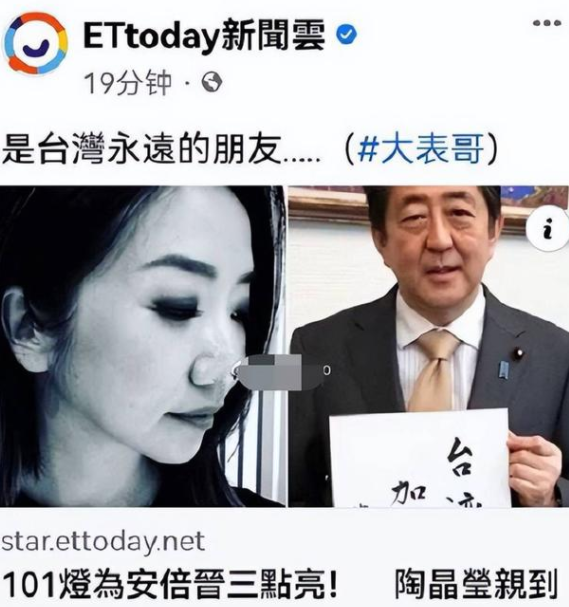 ETtoday新聞雲
19分钟 ·
是台灣永遠的朋友..... (#大表哥)
台
加
star.ettoday.net
101燈為安倍晉三點亮! 陶晶瑩親到